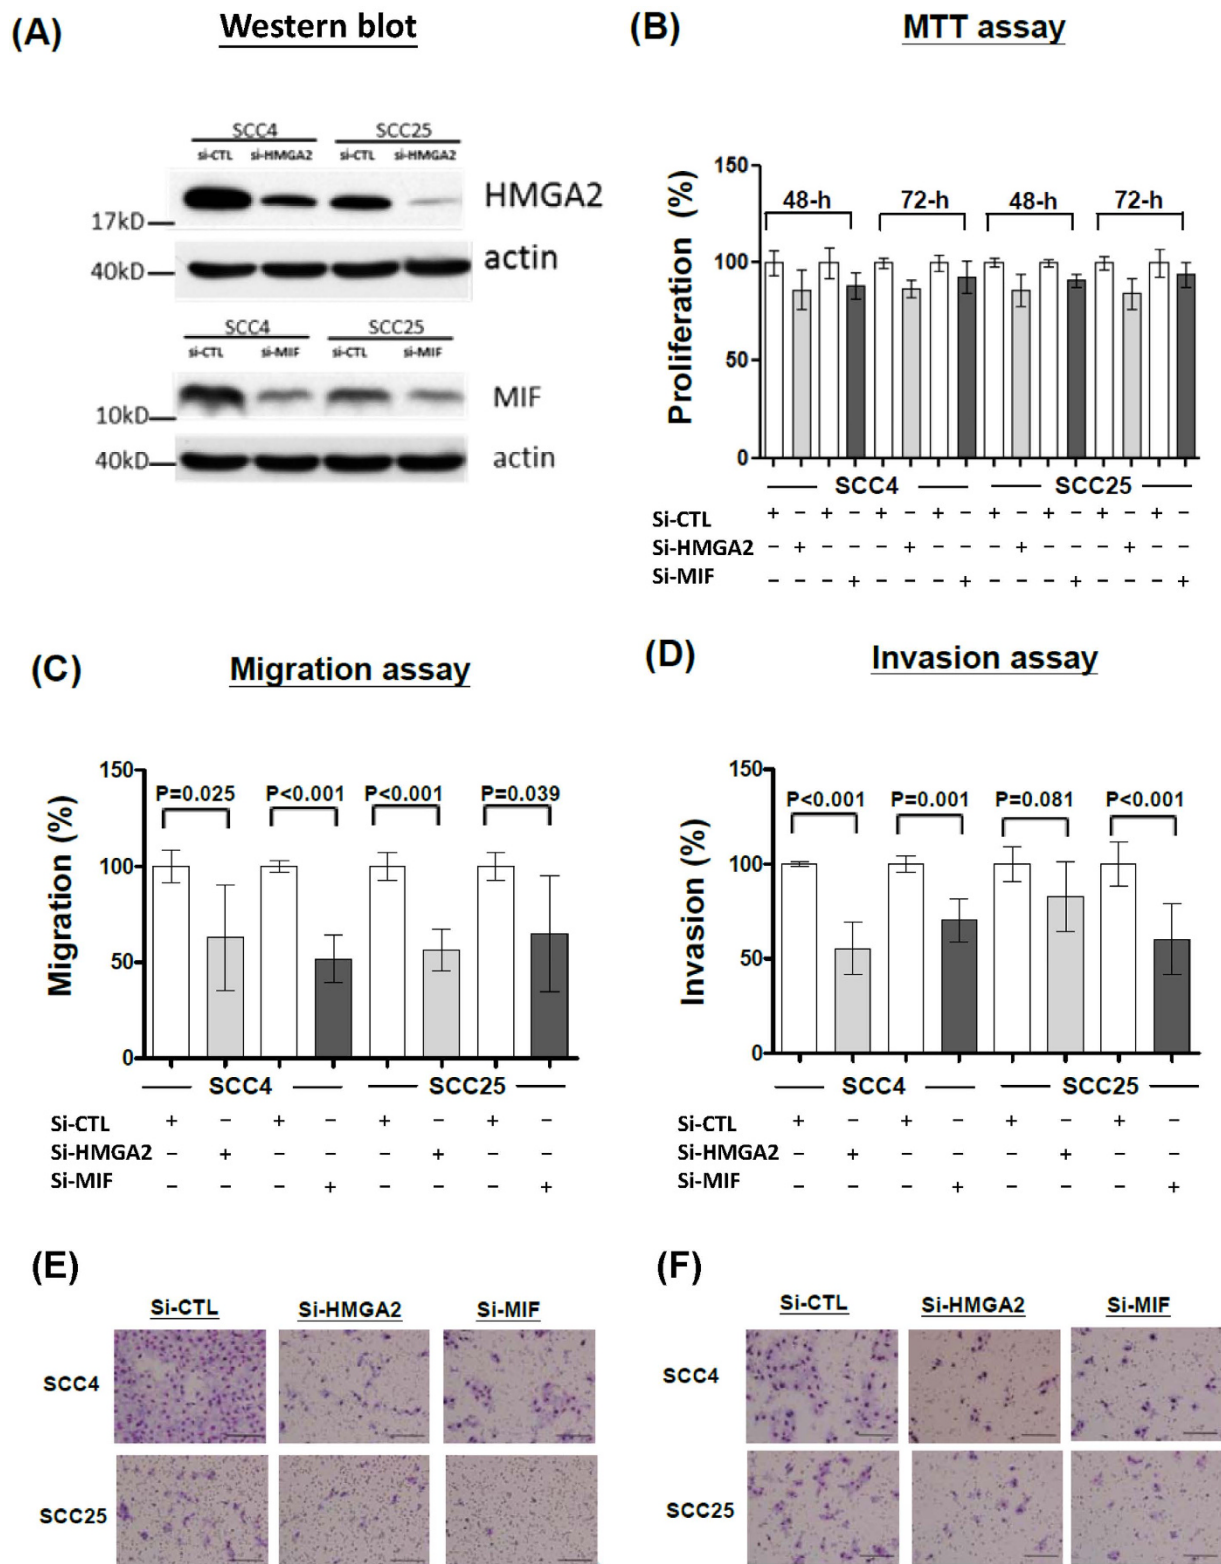 (A) Western blot
SCC4 SCC25
si-CTL si-HMGA2 si-CTL si-HMGA2
HMGA2
17kD
actin
40kD
SCC4 SCC25
si-CTL si-MIF si-CTL si-MIF
MIF
10kD
40kD actin
(B) MTT assay
Proliferation (%)
150
48-h 72-h 48-h 72-h
100
50
0
SCC4 SCC25
Si-CTL + − + − + − + − + − + − + − + −
Si-HMGA2 − + − − − + − − − + − − − + − −
Si-MIF − − − + − − − + − − − + − − − +
(C) Migration assay
Migration (%)
150
P=0.025 P<0.001 P<0.001 P=0.039
100
50
0
SCC4 SCC25
Si-CTL + − + − + − + −
Si-HMGA2 − + − − − + − −
Si-MIF − − − + − − − +
(D) Invasion assay
Invasion (%)
150
P<0.001 P=0.001 P=0.081 P<0.001
100
50
0
SCC4 SCC25
Si-CTL + − + − + − + −
Si-HMGA2 − + − − − + − −
Si-MIF − − − + − − − +
(E)
Si-CTL Si-HMGA2 Si-MIF
SCC4
SCC25
(F)
Si-CTL Si-HMGA2 Si-MIF
SCC4
SCC25